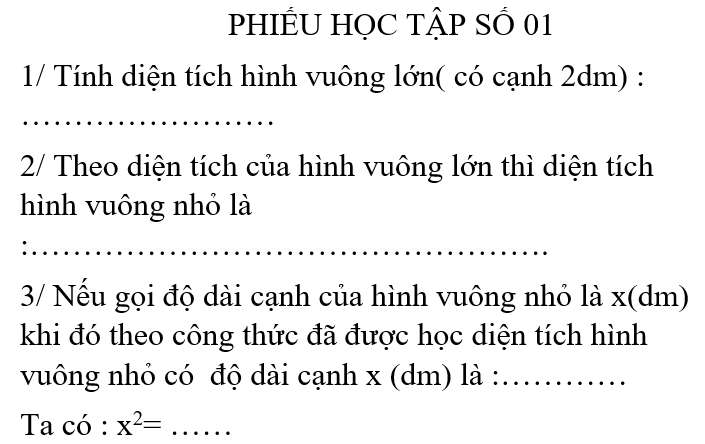 PHIẾU HỌC TẬP SỐ 01
1/ Tính diện tích hình vuông lớn( có cạnh 2dm) :
……………………
2/ Theo diện tích của hình vuông lớn thì diện tích
hình vuông nhỏ là
:………………………………………….
3/ Nếu gọi độ dài cạnh của hình vuông nhỏ là x(dm)
khi đó theo công thức đã được học diện tích hình
vuông nhỏ có độ dài cạnh x (dm) là :…………
Ta có : x²= ……